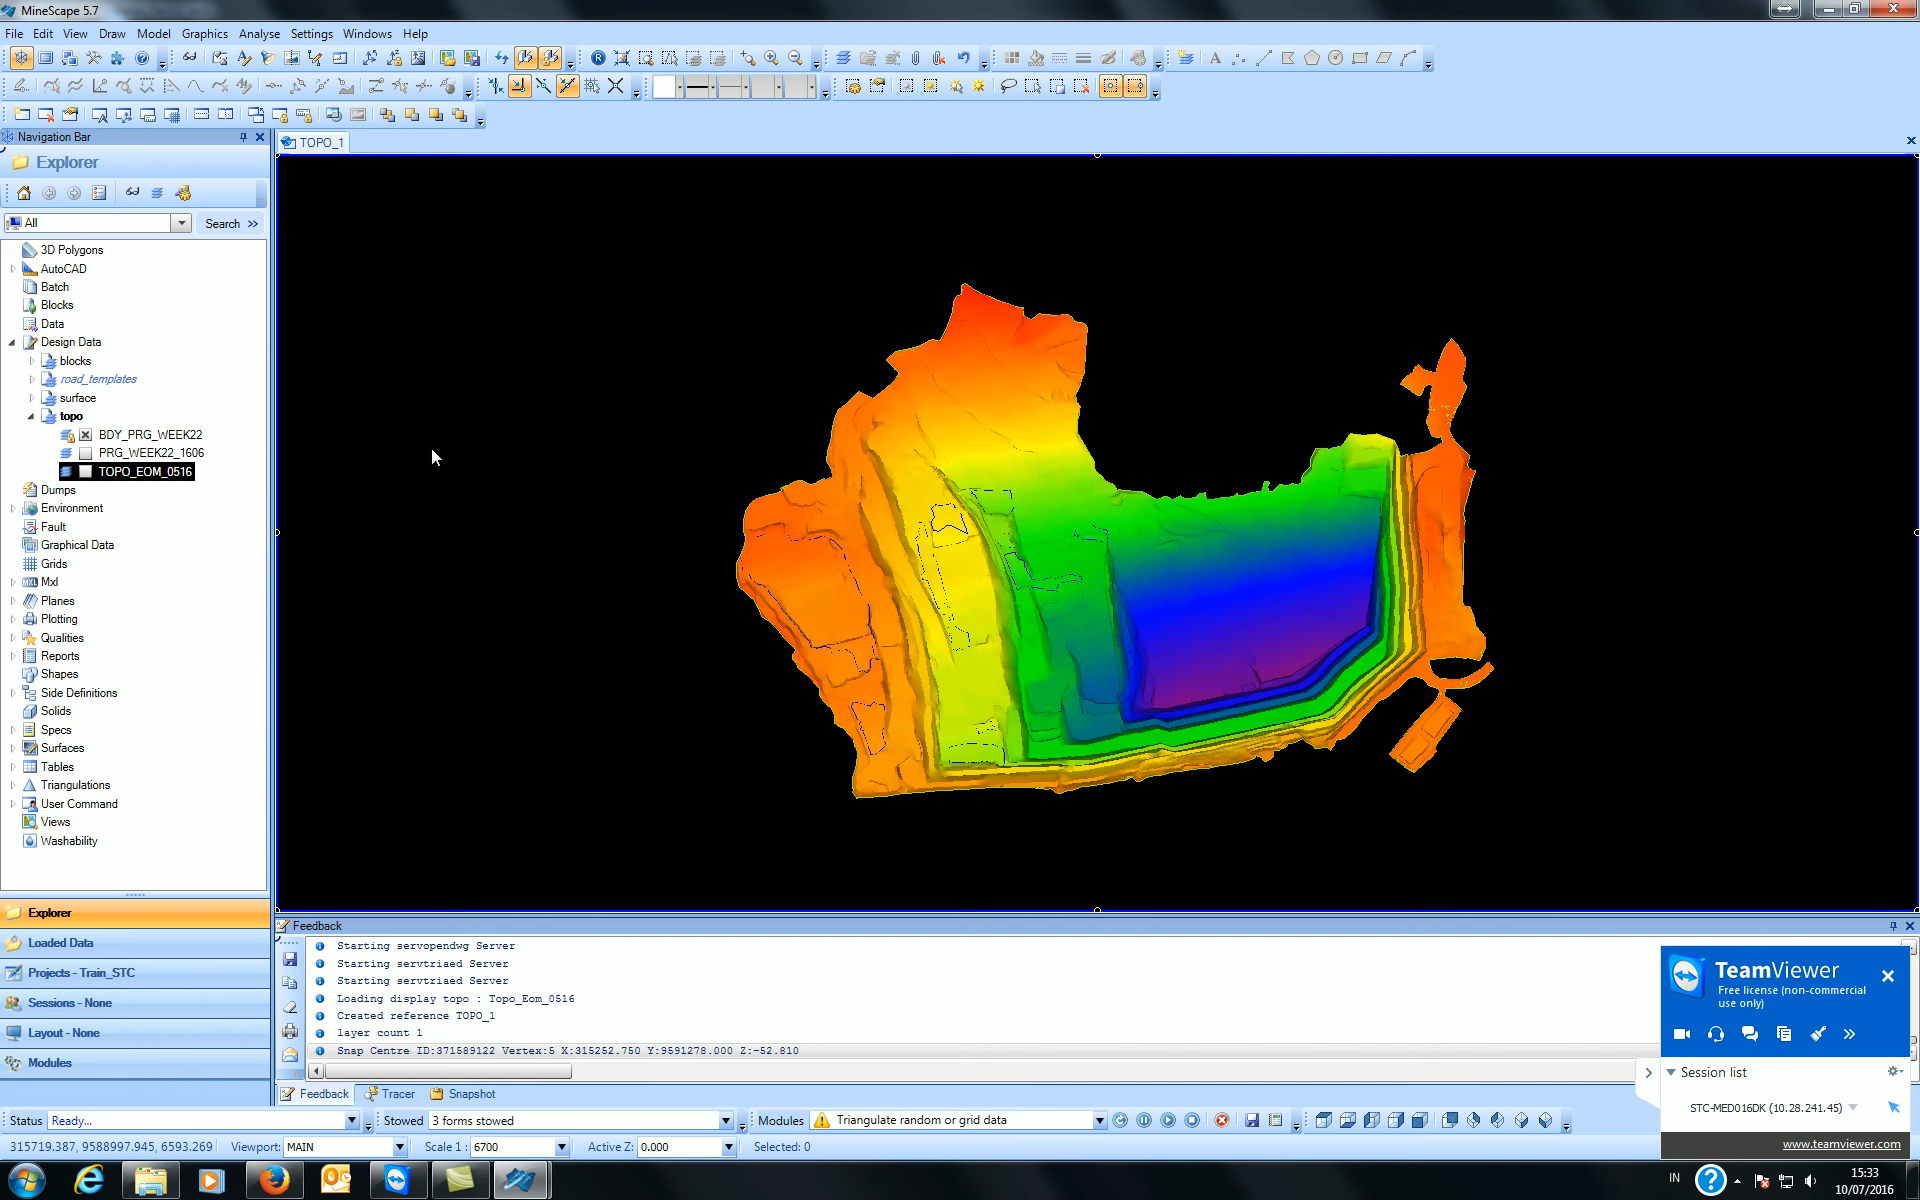 MineScape 5.7
File Edit View Draw Model Graphics Analyse Settings Windows Help
Navigation Bar
TOPO_1
Explorer
All
Search >>
3D Polygons
AutoCAD
Batch
Blocks
Data
Design Data
blocks
road_templates
surface
topo
BDY_PRG_WEEK22
PRG_WEEK22_1606
TOPO_EOM_0516
Dumps
Environment
Fault
Graphical Data
Grids
Mxl
Planes
Plotting
Qualities
Reports
Shapes
Side Definitions
Solids
Specs
Surfaces
Tables
Triangulations
User Command
Views
Washability
Explorer
Loaded Data
Projects - Train_STC
Sessions - None
Layout - None
Modules
Feedback
Starting servopendwg Server
Starting servtriaed Server
Starting servtriaed Server
Loading display topo : Topo_Eom_0516
Created reference TOPO_1
layer count 1
Snap Centre ID:371589122 Vertex:5 X:315252.750 Y:9591278.000 Z:-52.810
Feedback Tracer Snapshot
TeamViewer
Free license (non-commercial
use only)
Session list
STC-MED016DK (10.28.241.45)
www.teamviewer.com
Status Ready... Stowed 3 forms stowed Modules Triangulate random or grid data
315719.387, 9588997.945, 6593.269 Viewport: MAIN Scale 1 : 6700 Active Z: 0.000 Selected: 0
IN
15:33
10/07/2016